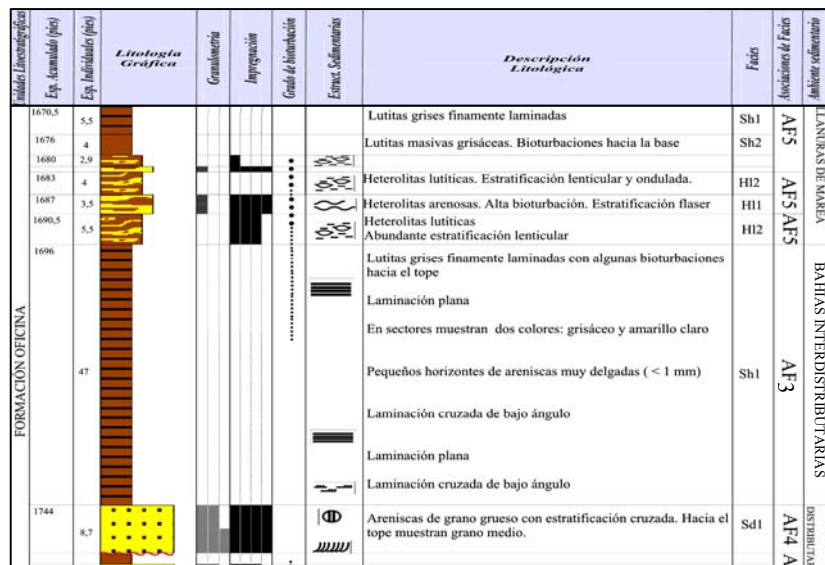 Unidades Litoestratigráficas
Esp. Acumulado (pies)
Esp. Individuales (pies)
Litología
Gráfica
Granulometría
Impregnación
Grado de bioturbación
Estruct. Sedimentarias
Descripción
Litológica
Facies
Asociaciones de Facies
Ambiente sedimentario
FORMACIÓN OFICINA
1670,5
5,5
Lutitas grises finamente laminadas
Sh1
AF5
LLANURAS DE MAREA
1676
4
Lutitas masivas grisáceas. Bioturbaciones hacia la base
Sh2
1680
2,9
1683
4
Heterolitas lutíticas. Estratificación lenticular y ondulada.
Hl2
AF5
1687
3,5
Heterolitas arenosas. Alta bioturbación. Estratificación flaser
Hl1
1690,5
5,5
Heterolitas lutíticas
Abundante estratificación lenticular
Hl2
AF5
1696
47
Lutitas grises finamente laminadas con algunas bioturbaciones
hacia el tope
Laminación plana
En sectores muestran dos colores: grisáceo y amarillo claro
Pequeños horizontes de areniscas muy delgadas ( < 1 mm)
Laminación cruzada de bajo ángulo
Laminación plana
Laminación cruzada de bajo ángulo
Sh1
AF3
BAHIAS INTERDISTRIBUTARIAS
1744
8,7
Areniscas de grano grueso con estratificación cruzada. Hacia el
tope muestran grano medio.
Sd1
AF4
A
DISTRIBUTA